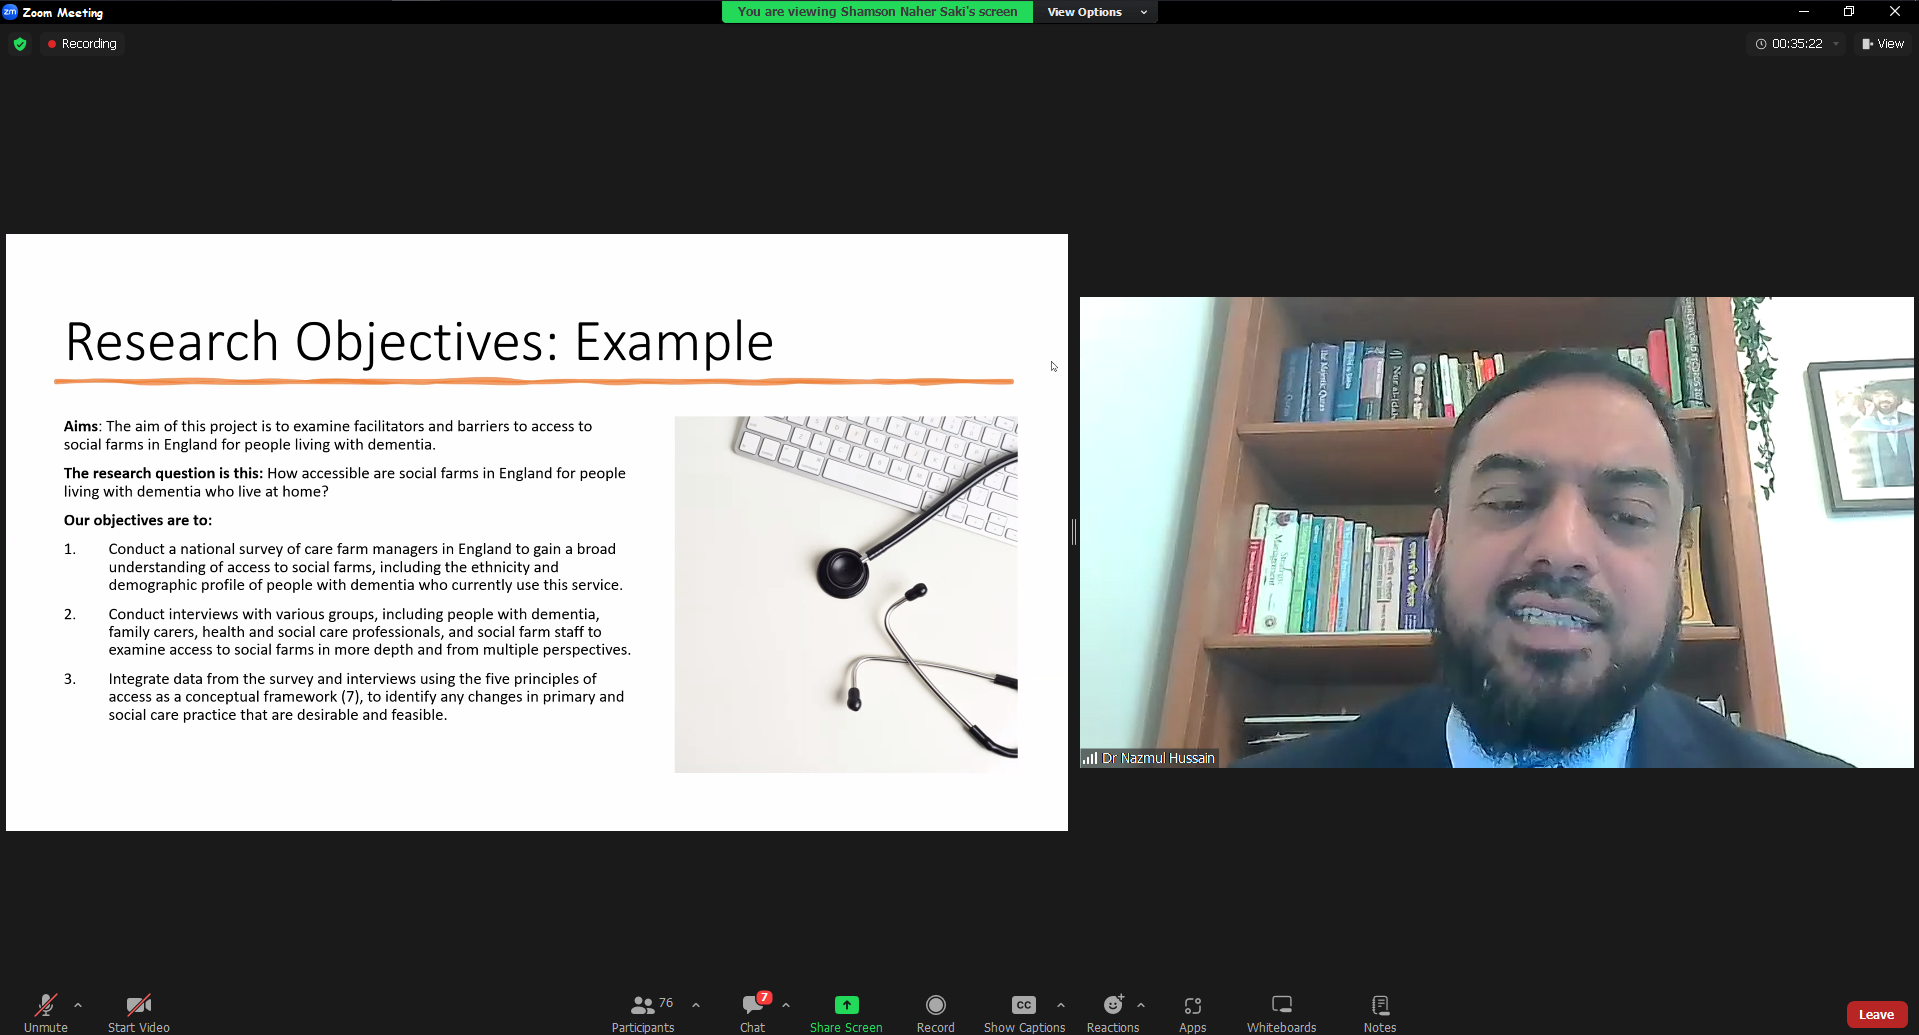 zm Zoom Meeting
You are viewing Shamson Naher Saki's screen
View Options
Recording
00:35:22
View
Research Objectives: Example
Aims: The aim of this project is to examine facilitators and barriers to access to
social farms in England for people living with dementia.
The research question is this: How accessible are social farms in England for people
living with dementia who live at home?
Our objectives are to:
1. Conduct a national survey of care farm managers in England to gain a broad
understanding of access to social farms, including the ethnicity and
demographic profile of people with dementia who currently use this service.
2. Conduct interviews with various groups, including people with dementia,
family carers, health and social care professionals, and social farm staff to
examine access to social farms in more depth and from multiple perspectives.
3. Integrate data from the survey and interviews using the five principles of
access as a conceptual framework (7), to identify any changes in primary and
social care practice that are desirable and feasible.
The Majestic Quran
Management
Dr Nazmul Hussain
Unmute
Start Video
76
Participants
7
Chat
Share Screen
Record
CC
Show Captions
Reactions
Apps
Whiteboards
Notes
Leave